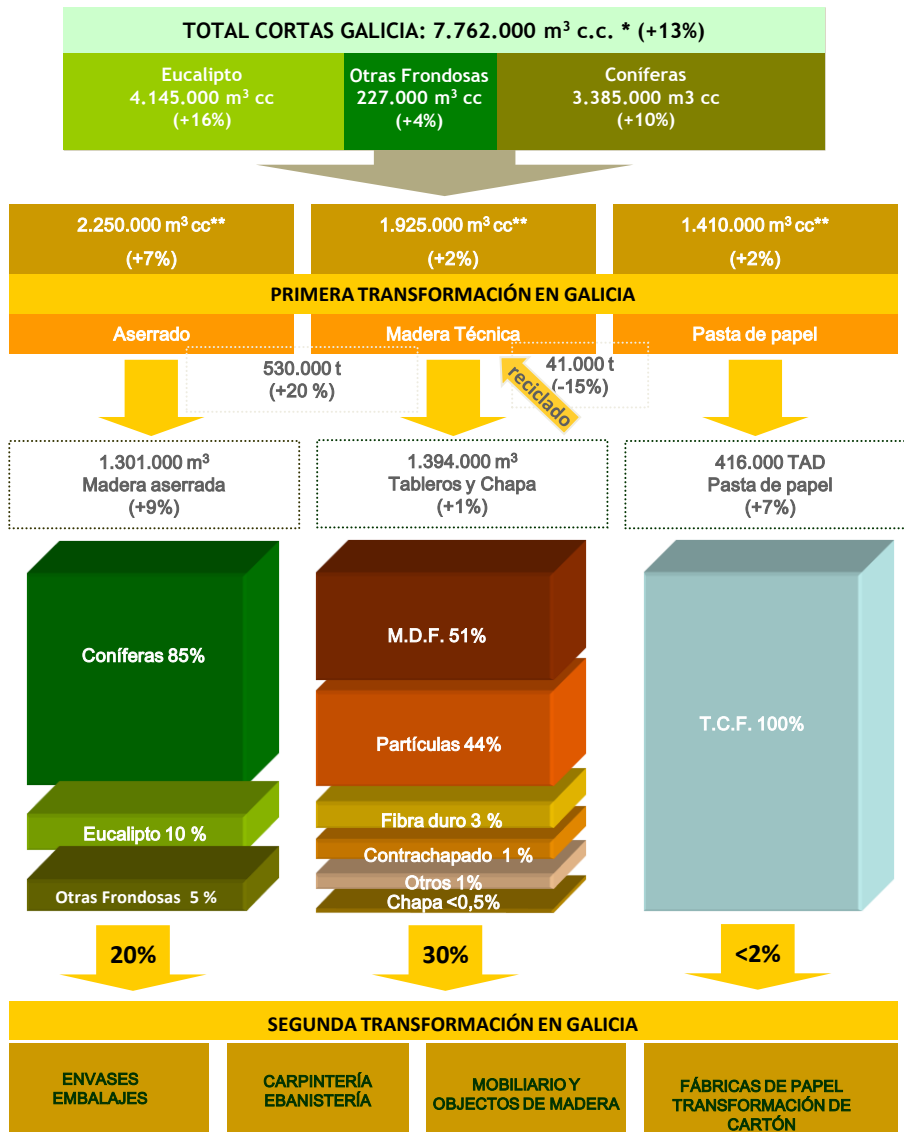 TOTAL CORTAS GALICIA: 7.762.000 m³ c.c. * (+13%)
Eucalipto
4.145.000 m³ cc
(+16%)
Otras Frondosas
227.000 m³ cc
(+4%)
Coníferas
3.385.000 m3 cc
(+10%)
2.250.000 m³ cc**
(+7%)
1.925.000 m³ cc**
(+2%)
1.410.000 m³ cc**
(+2%)
PRIMERA TRANSFORMACIÓN EN GALICIA
Aserrado
Madera Técnica
Pasta de papel
530.000 t
(+20 %)
41.000 t
(-15%)
reciclado
1.301.000 m³
Madera aserrada
(+9%)
1.394.000 m³
Tableros y Chapa
(+1%)
416.000 TAD
Pasta de papel
(+7%)
Coníferas 85%
Eucalipto 10 %
Otras Frondosas 5 %
M.D.F. 51%
Partículas 44%
Fibra duro 3 %
Contrachapado 1 %
Otros 1%
Chapa <0,5%
T.C.F. 100%
20%
30%
<2%
SEGUNDA TRANSFORMACIÓN EN GALICIA
ENVASES
EMBALAJES
CARPINTERÍA
EBANISTERÍA
MOBILIARIO Y
OBJECTOS DE MADERA
FÁBRICAS DE PAPEL
TRANSFORMACIÓN DE
CARTÓN